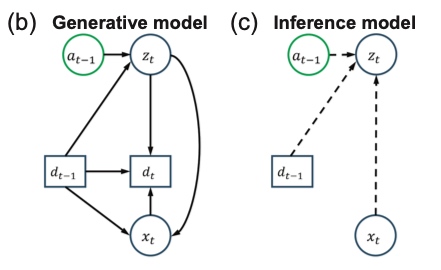 (b) Generative model
a_{t−1}
z_t
d_{t−1}
d_t
x_t
(c) Inference model
a_{t−1}
z_t
d_{t−1}
x_t